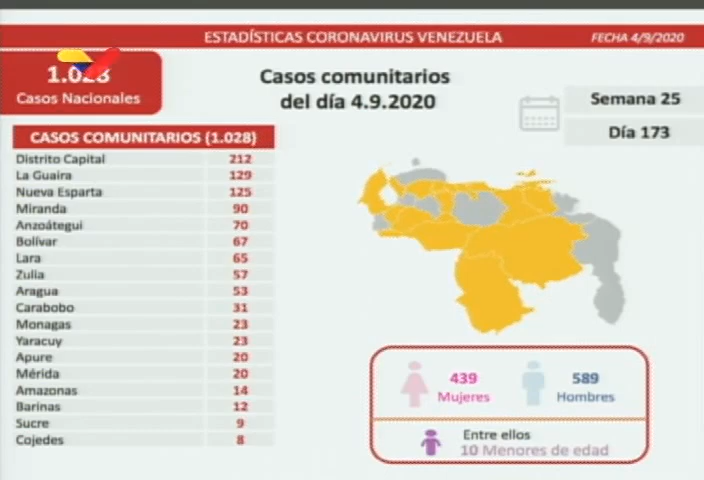 ESTADÍSTICAS CORONAVIRUS VENEZUELA
FECHA 4/9/2020
1.028
Casos Nacionales
Casos comunitarios
del día 4.9.2020
Semana 25
Día 173
CASOS COMUNITARIOS (1.028)
Distrito Capital 212
La Guaira 129
Nueva Esparta 125
Miranda 90
Anzoátegui 70
Bolívar 67
Lara 65
Zulia 57
Aragua 53
Carabobo 31
Monagas 23
Yaracuy 23
Apure 20
Mérida 20
Amazonas 14
Barinas 12
Sucre 9
Cojedes 8
439
Mujeres
589
Hombres
Entre ellos
10 Menores de edad